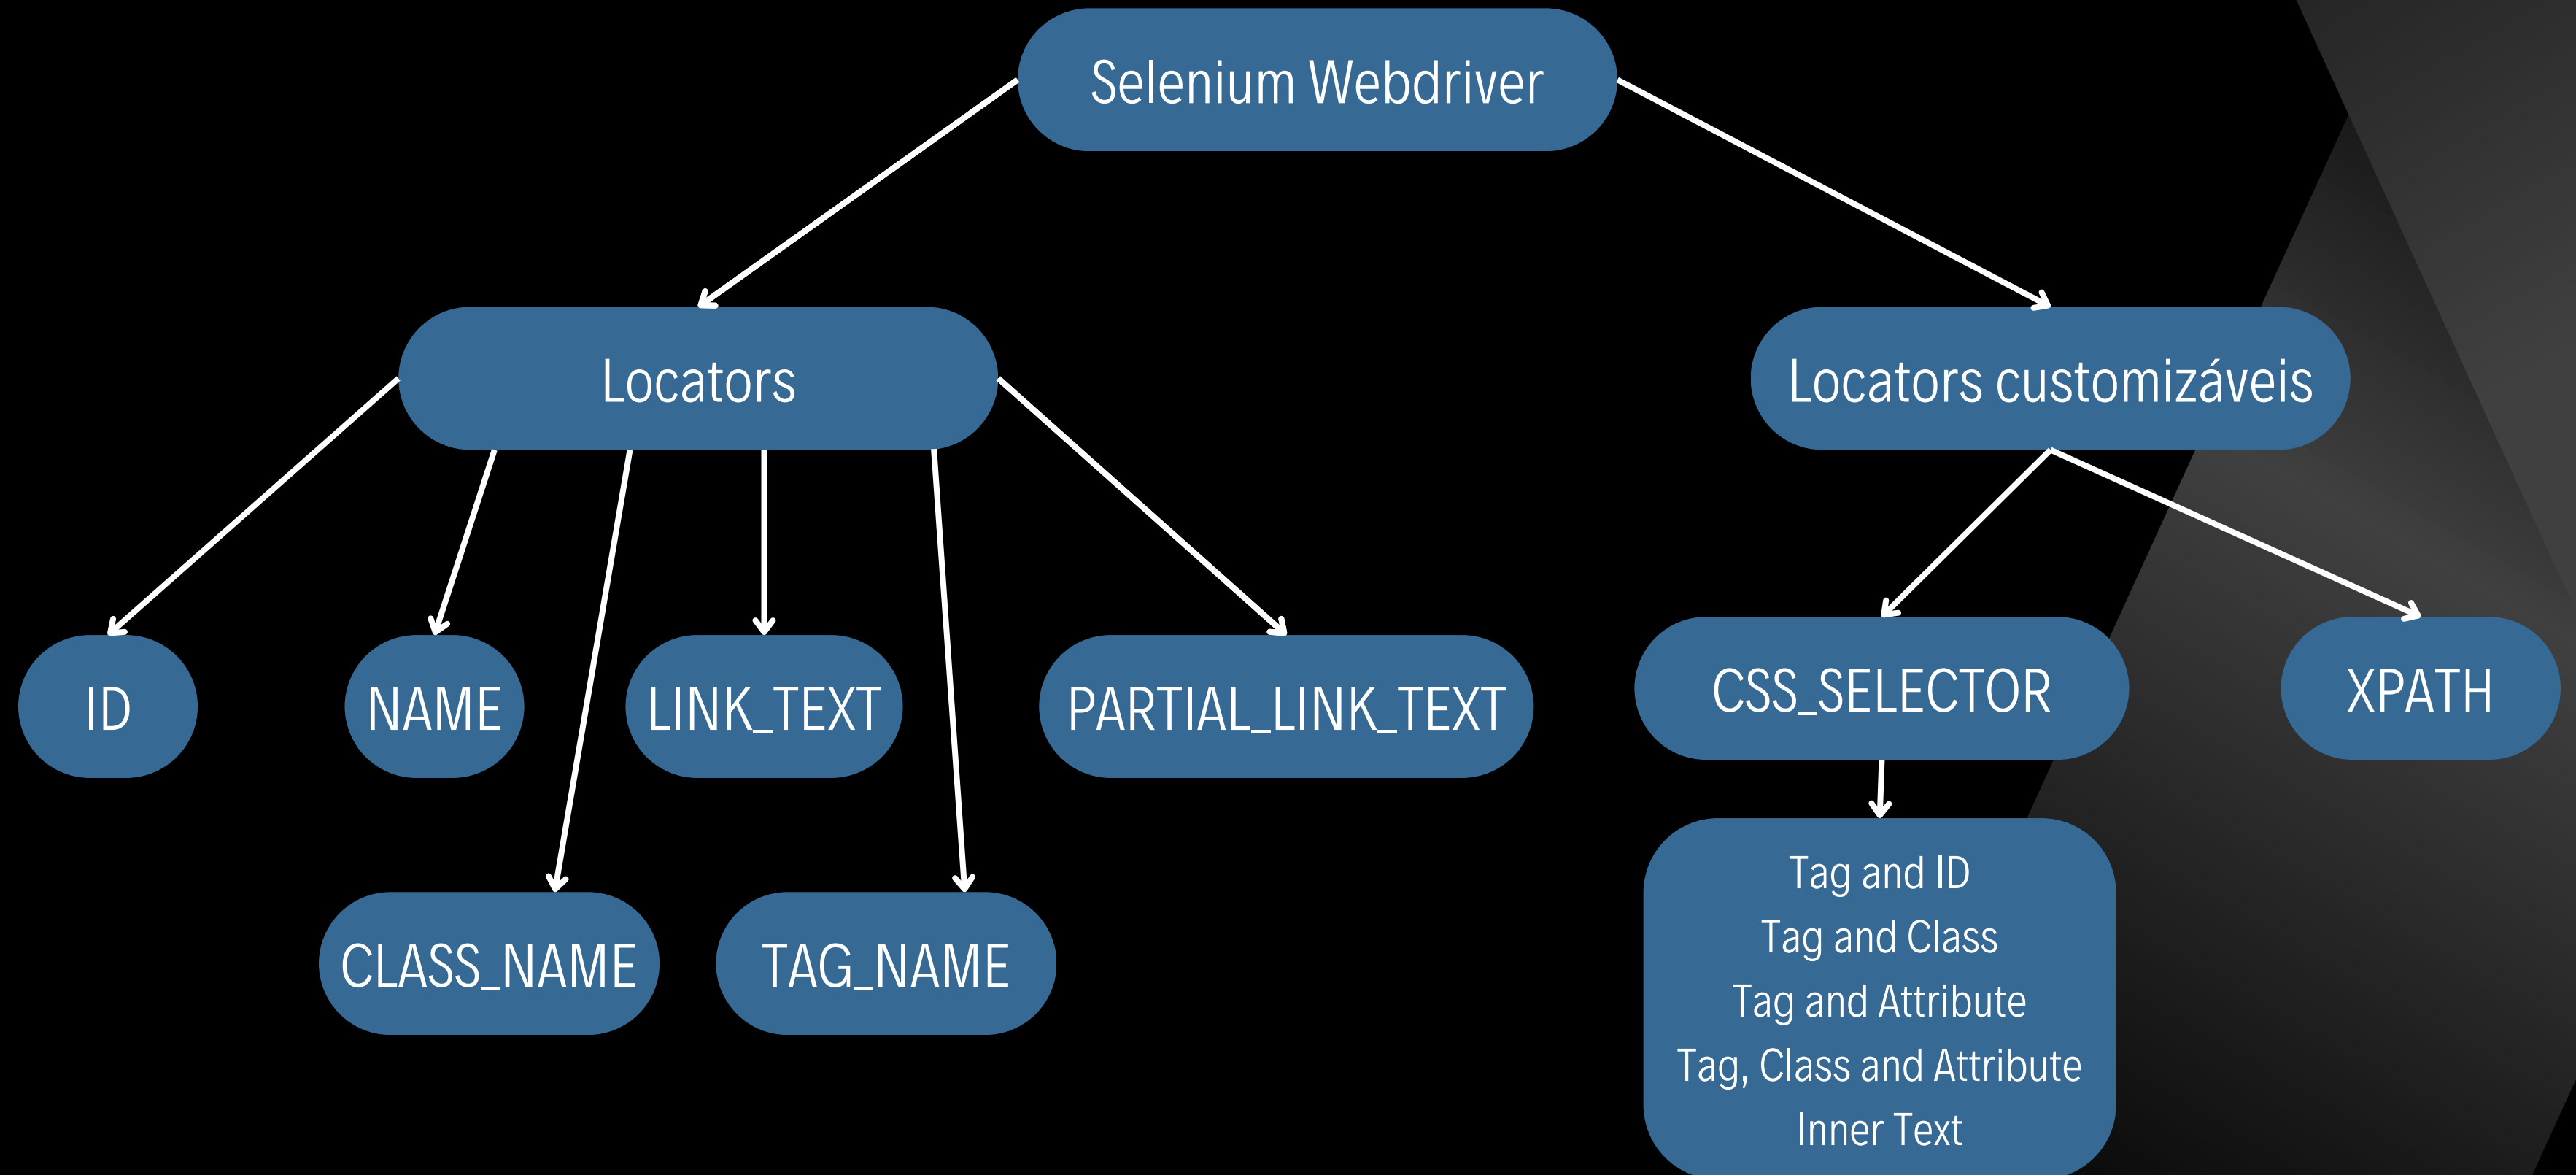 Selenium Webdriver
Locators
Locators customizáveis
ID
NAME
LINK_TEXT
PARTIAL_LINK_TEXT
CSS_SELECTOR
XPATH
CLASS_NAME
TAG_NAME
Tag and ID
Tag and Class
Tag and Attribute
Tag, Class and Attribute
Inner Text